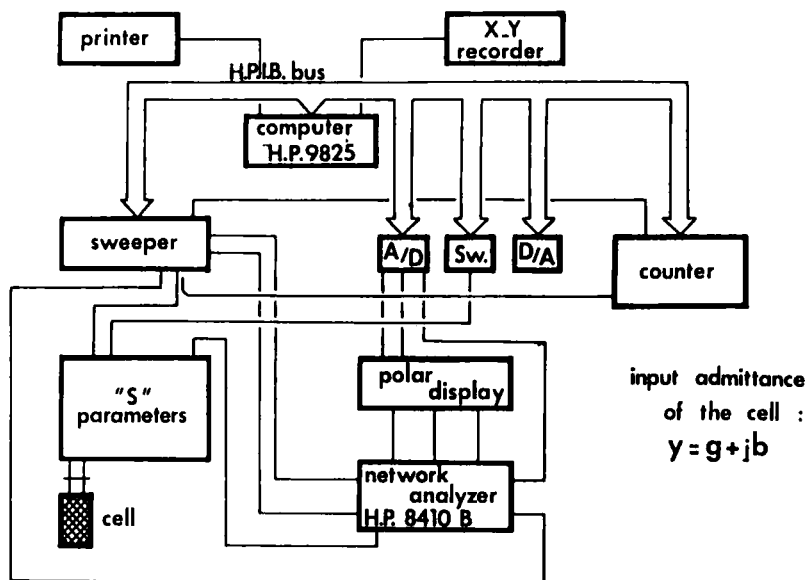 printer
X-Y
recorder
H.P.I.B. bus
computer
H.P. 9825
sweeper
A/D
Sw.
D/A
counter
"S"
parameters
polar
display
input admittance
of the cell :
y = g + jb
network
analyzer
H.P. 8410 B
cell